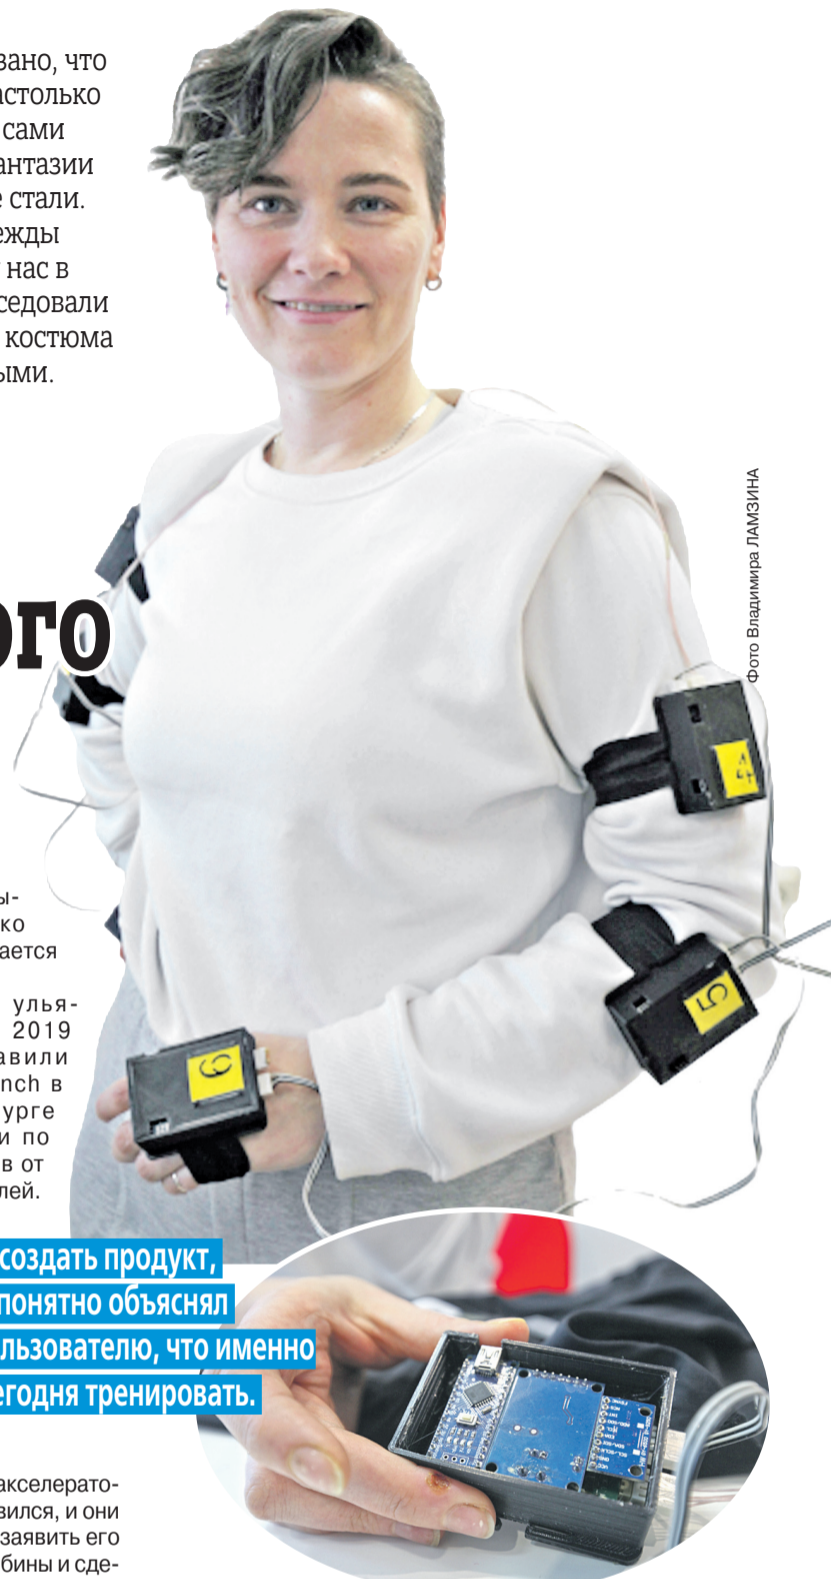 зано, что
астолько
сами
антазии
е стали.
ежды
нас в
седовали
костюма
ыми.
ого
Фото Владимира ЛАМЗИНА
4
5
6
ы-
ко
ается
улья-
2019
авили
nch в
урге
и по
в от
лей.
создать продукт,
понятно объяснял
льзователю, что именно
егодня тренировать.
акселерато-
вился, и они
заявить его
бины и сде-